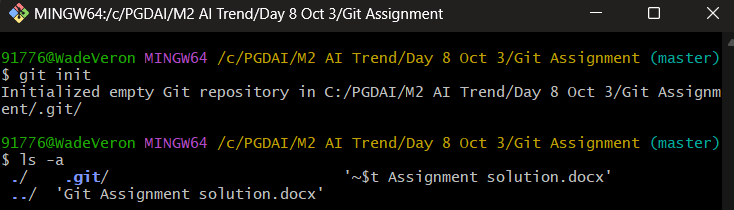 MINGW64:/c/PGDAI/M2 AI Trend/Day 8 Oct 3/Git Assignment
91776@WadeVeron MINGW64 /c/PGDAI/M2 AI Trend/Day 8 Oct 3/Git Assignment (master)
$ git init
Initialized empty Git repository in C:/PGDAI/M2 AI Trend/Day 8 Oct 3/Git Assignm
ent/.git/
91776@WadeVeron MINGW64 /c/PGDAI/M2 AI Trend/Day 8 Oct 3/Git Assignment (master)
$ ls -a
./ .git/ '~$t Assignment solution.docx'
../ 'Git Assignment solution.docx'